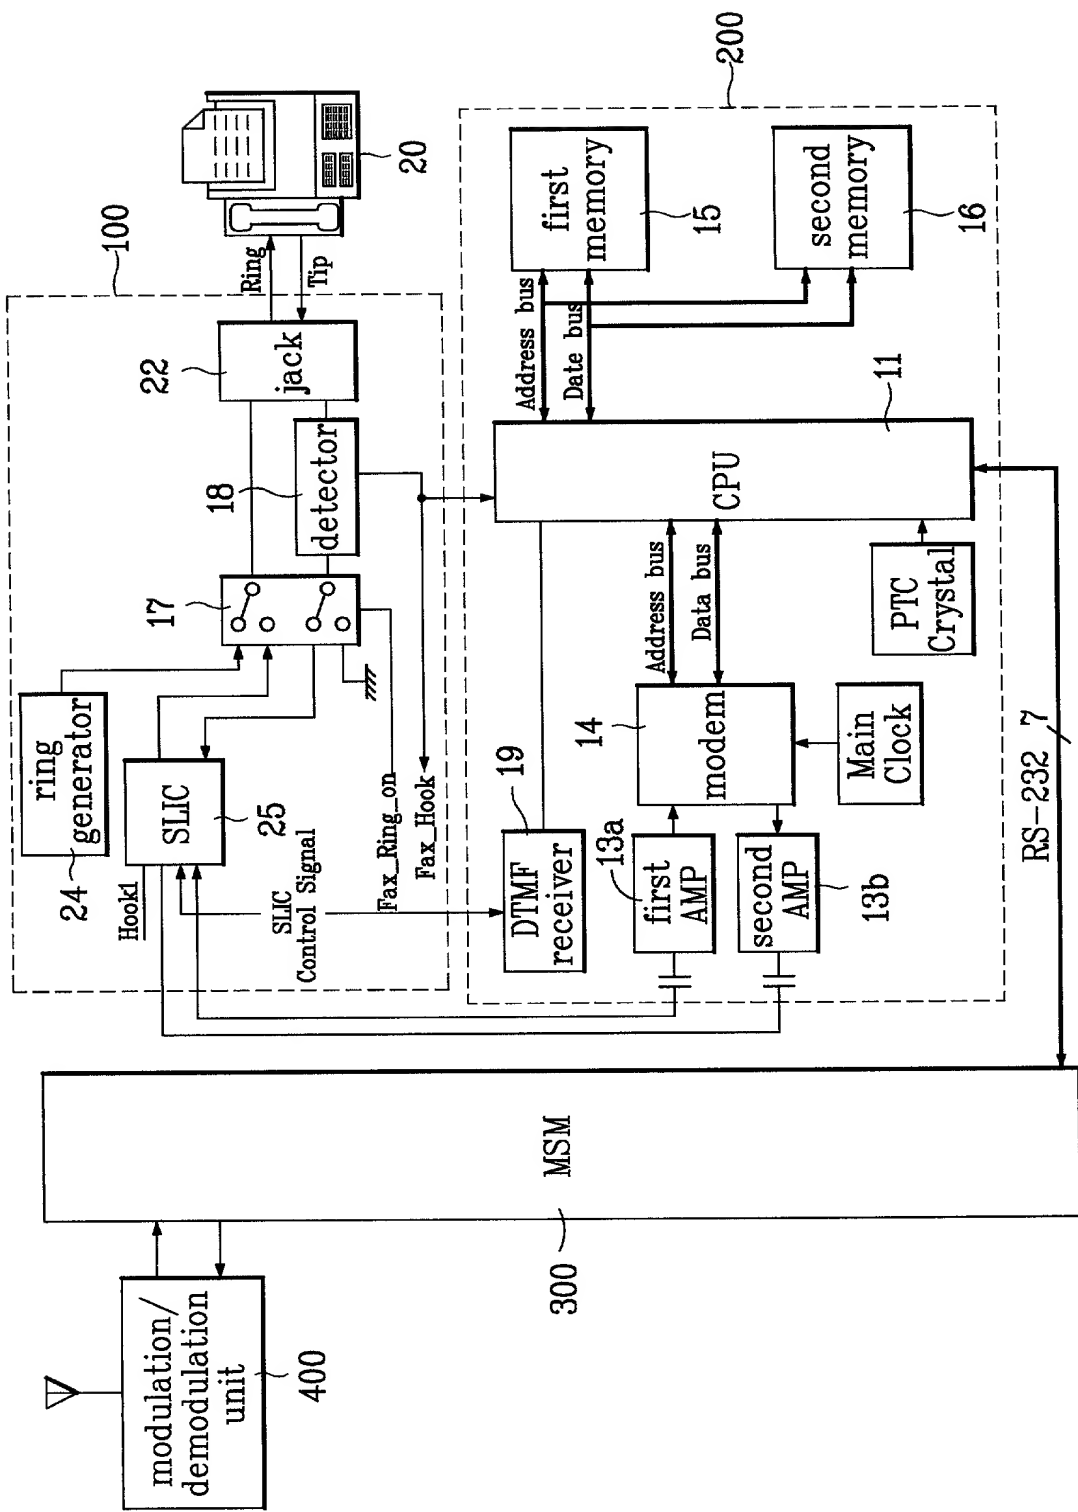 100
Ring
Tip
20
22
jack
18
detector
17
ring
generator
24
SLIC
25
Hook1
SLIC
Control Signal
Fax_Ring_on
Fax_Hook
200
first
memory
15
second
memory
16
Address bus
Date bus
11
CPU
Address bus
Data bus
PTC
Crystal
14
modem
Main
Clock
19
DTMF
receiver
13a
first
AMP
second
AMP
13b
RS-232
7
MSM
300
modulation/
demodulation
unit
400